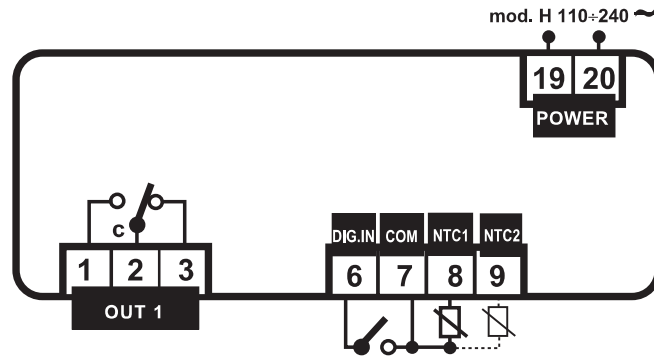 mod. H 110÷240 ~
19 20
POWER
c
1 2 3
OUT 1
DIG.IN COM NTC1 NTC2
6 7 8 9